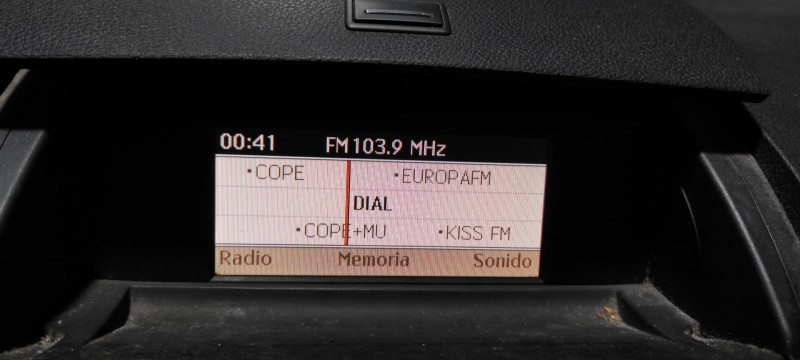 00:41 FM 103.9 MHz
•COPE •EUROPAFM
DIAL
•COPE+MU •KISS FM
Radio Memoria Sonido